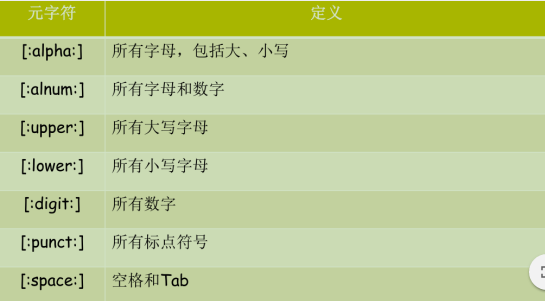 元字符 定义
[:alpha:] 所有字母，包括大、小写
[:alnum:] 所有字母和数字
[:upper:] 所有大写字母
[:lower:] 所有小写字母
[:digit:] 所有数字
[:punct:] 所有标点符号
[:space:] 空格和Tab